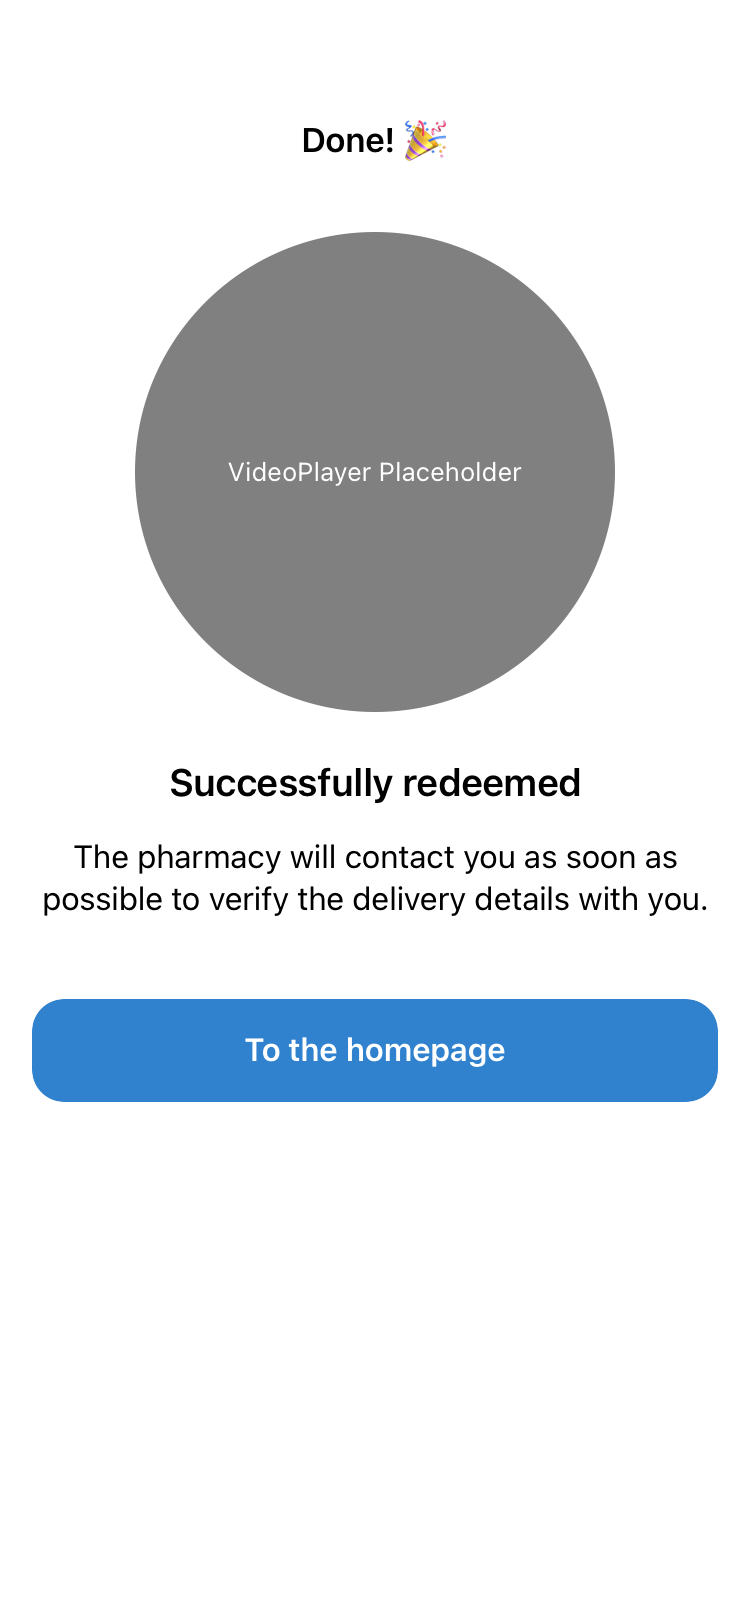 Done! 🎉
VideoPlayer Placeholder
Successfully redeemed
The pharmacy will contact you as soon as
possible to verify the delivery details with you.
To the homepage